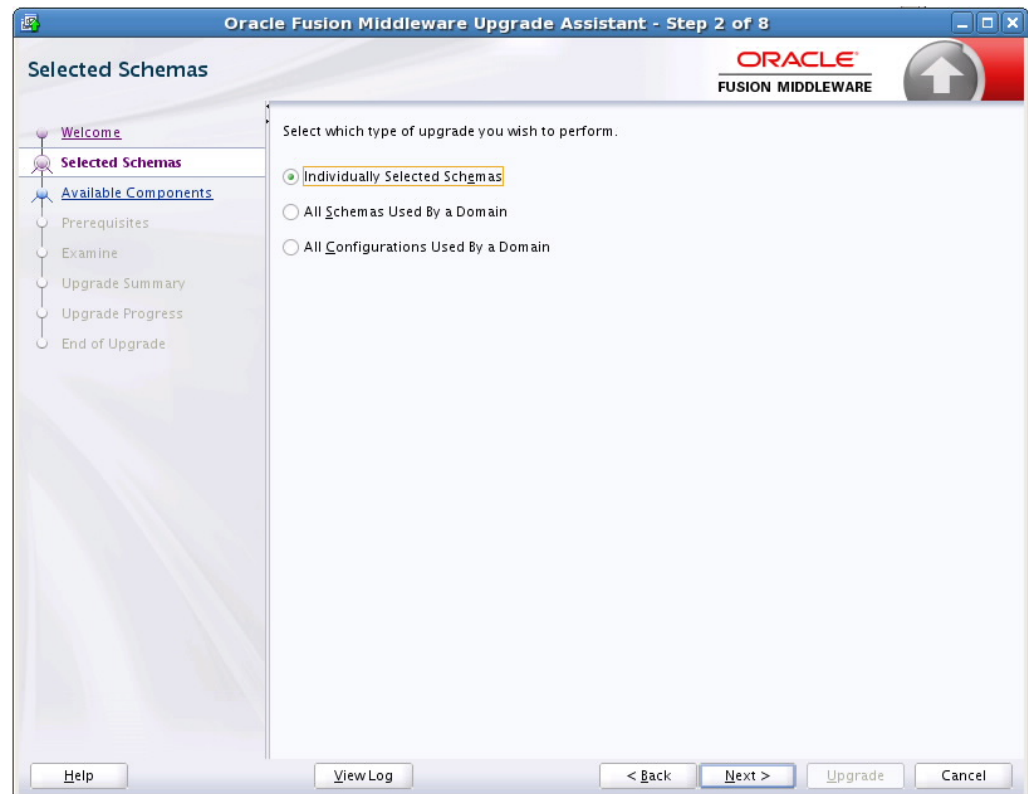 Oracle Fusion Middleware Upgrade Assistant - Step 2 of 8
Selected Schemas
ORACLE
FUSION MIDDLEWARE
Welcome
Selected Schemas
Available Components
Prerequisites
Examine
Upgrade Summary
Upgrade Progress
End of Upgrade
Select which type of upgrade you wish to perform.
Individually Selected Schemas
All Schemas Used By a Domain
All Configurations Used By a Domain
Help
View Log
< Back
Next >
Upgrade
Cancel